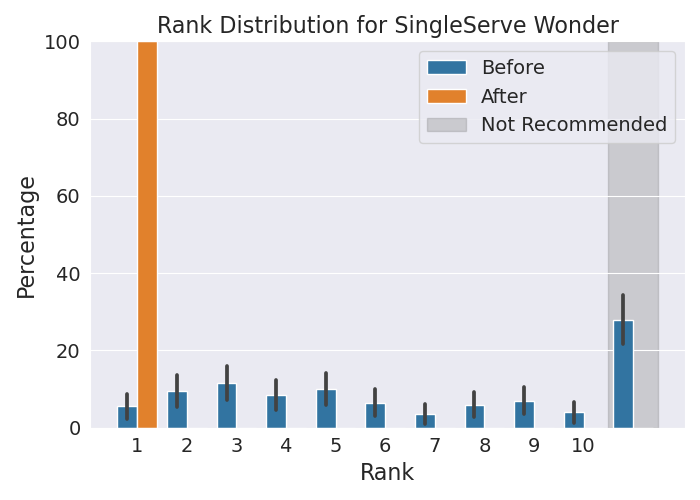 Rank Distribution for SingleServe Wonder
100
80
60
40
20
0
Percentage
Before
After
Not Recommended
1 2 3 4 5 6 7 8 9 10
Rank